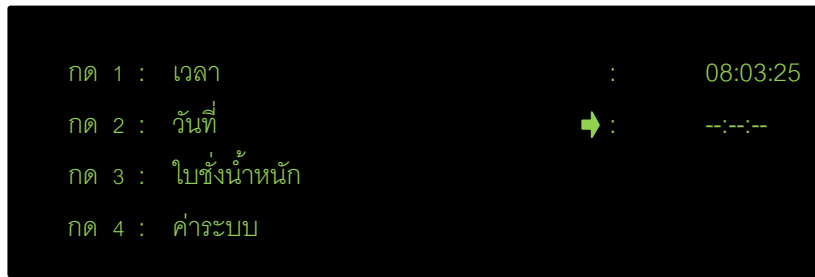 กด 1 : เวลา : 08:03:25
กด 2 : วันที่ : --:--:--
กด 3 : ใบชั่งน้ำหนัก
กด 4 : ค่าระบบ